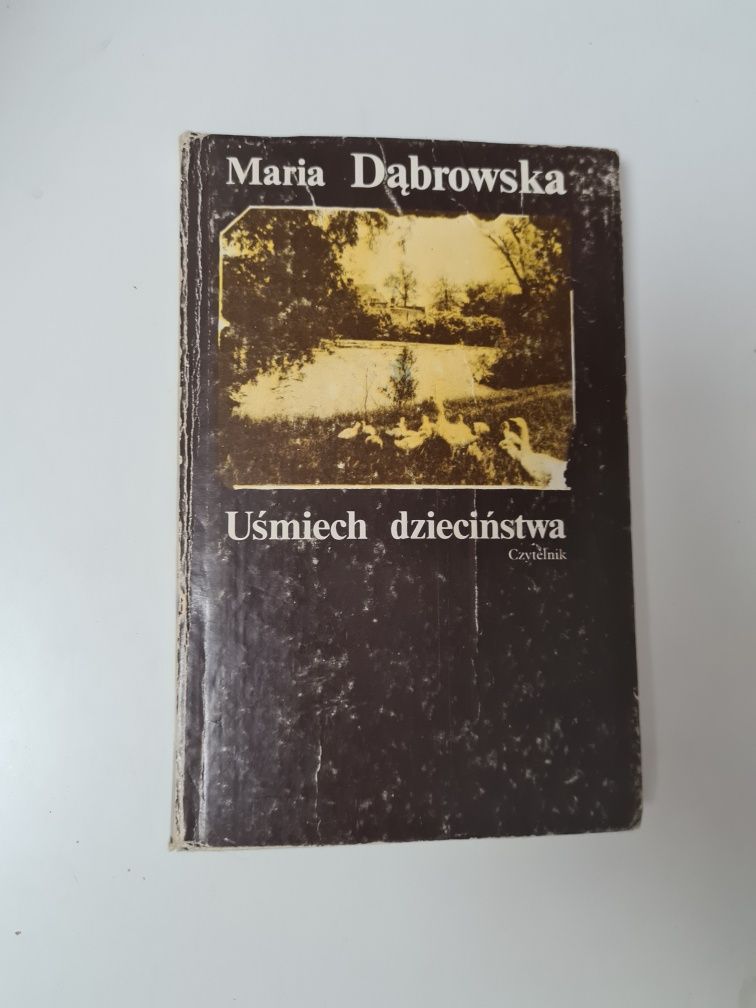 Maria Dąbrowska
Uśmiech dzieciństwa
Czytelnik